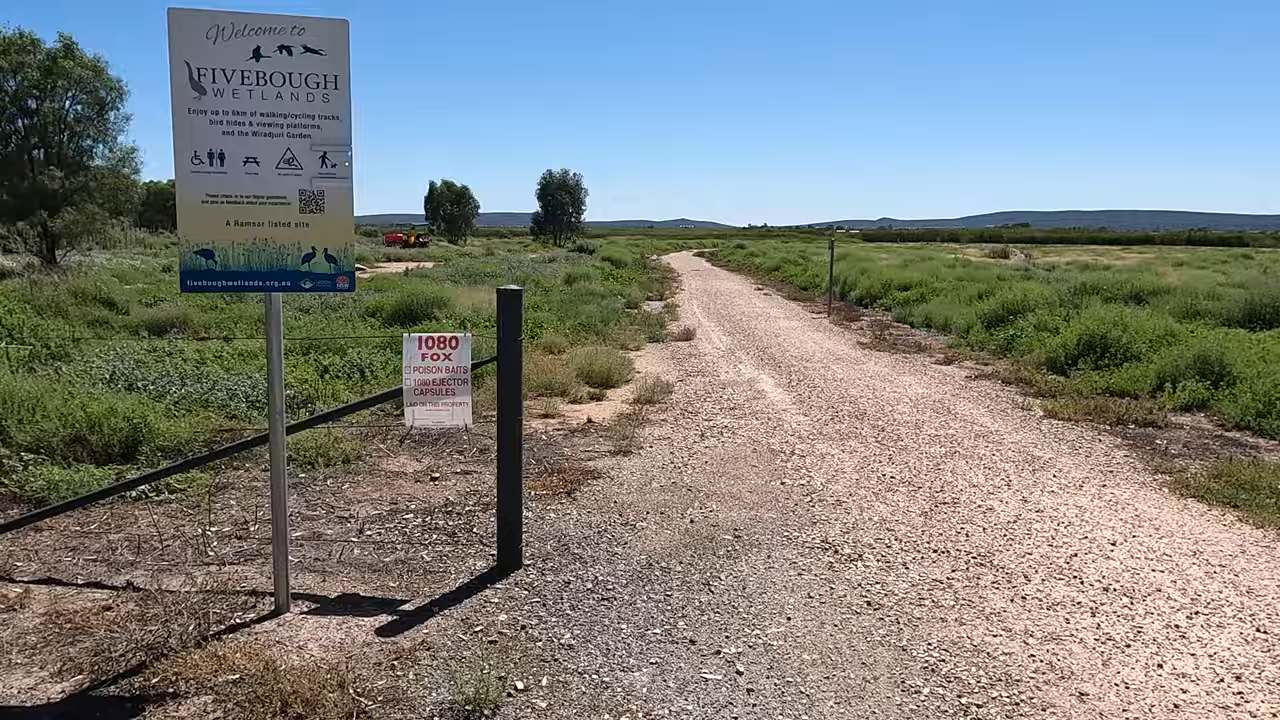 Welcome to
FIVEBOUGH
WETLANDS
Enjoy up to 6km of walking/cycling tracks,
bird hides & viewing platforms,
and the Wiradjuri Garden
A Ramsar listed site
fiveboughwetlands.org.au
1080
FOX
POISON BAITS
1080 EJECTOR
CAPSULES
LAID ON THIS PROPERTY